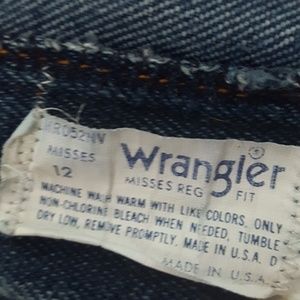 MISSES
12
Wrangler ®
MISSES REG FIT
MACHINE WASH WARM WITH LIKE COLORS. ONLY
NON-CHLORINE BLEACH WHEN NEEDED, TUMBLE
DRY LOW, REMOVE PROMPTLY. MADE IN U.S.A. D
MADE IN U.S.A.